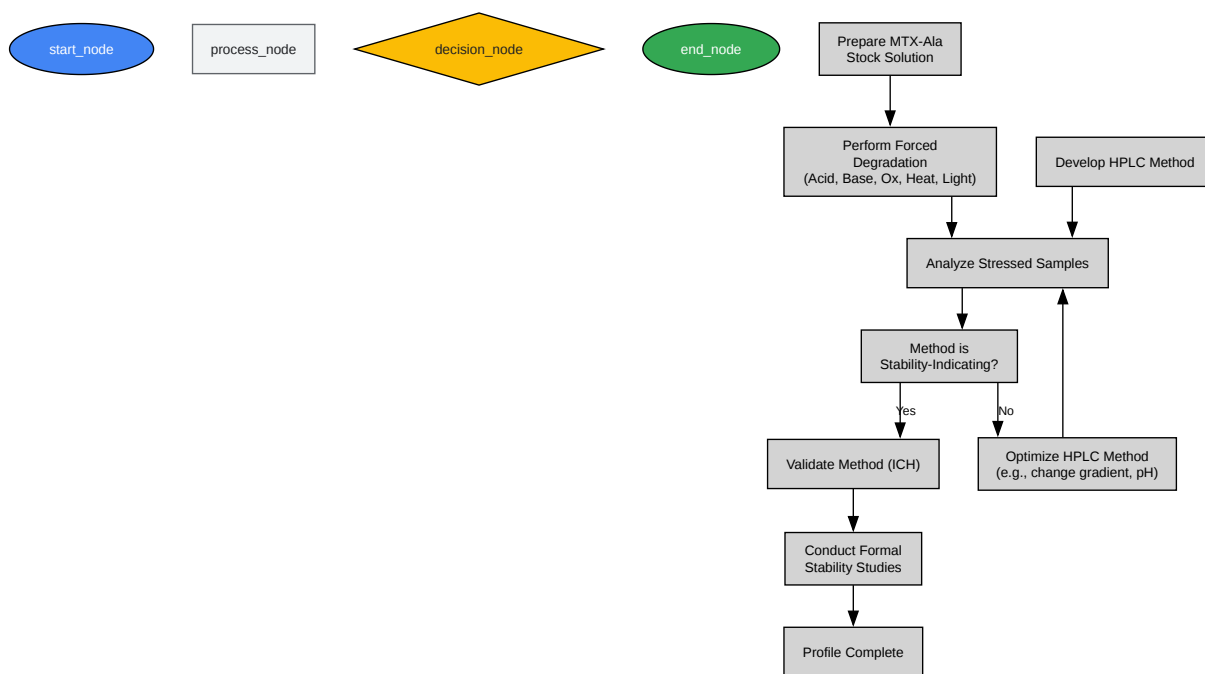 start_node
process_node
decision_node
end_node
Prepare MTX-Ala
Stock Solution
Perform Forced
Degradation
(Acid, Base, Ox, Heat, Light)
Develop HPLC Method
Analyze Stressed Samples
Method is
Stability-Indicating?
Yes
No
Validate Method (ICH)
Optimize HPLC Method
(e.g., change gradient, pH)
Conduct Formal
Stability Studies
Profile Complete